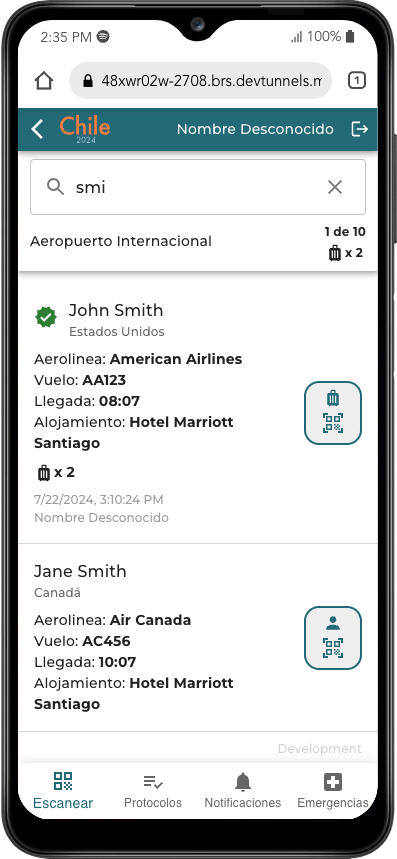 2:35 PM
100%
48xwr02w-2708.brs.devtunnels.m
1
Chile
2024
Nombre Desconocido
smi
Aeropuerto Internacional
1 de 10
x 2
John Smith
Estados Unidos
Aerolinea: American Airlines
Vuelo: AA123
Llegada: 08:07
Alojamiento: Hotel Marriott
Santiago
x 2
7/22/2024, 3:10:24 PM
Nombre Desconocido
Jane Smith
Canadá
Aerolinea: Air Canada
Vuelo: AC456
Llegada: 10:07
Alojamiento: Hotel Marriott
Santiago
Development
Escanear
Protocolos
Notificaciones
Emergencias